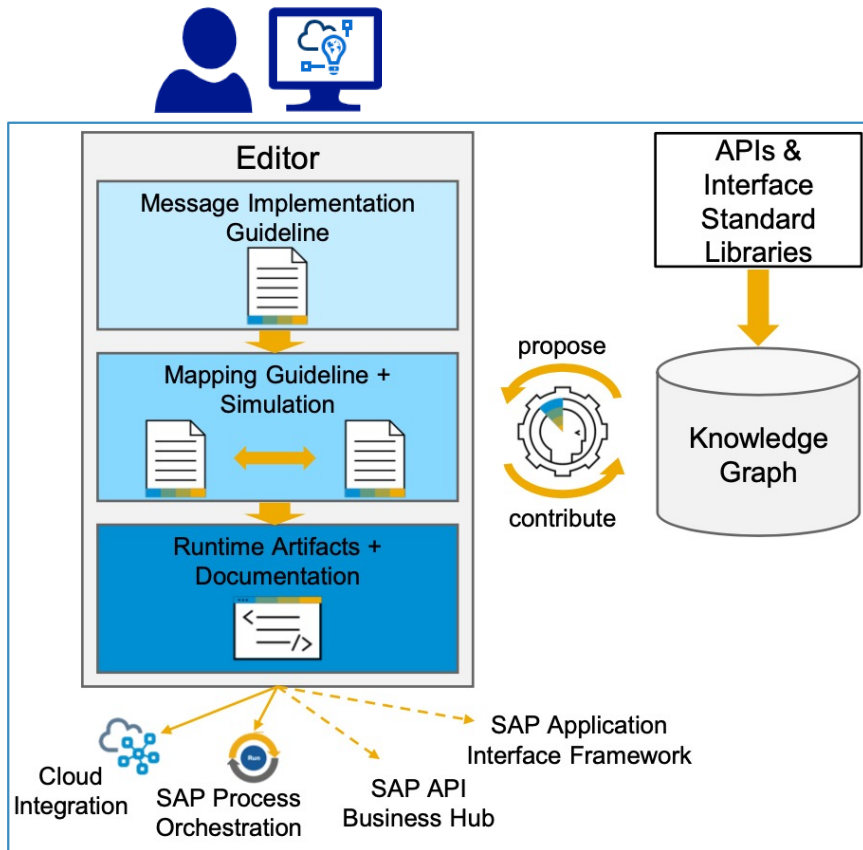 Editor
Message Implementation
Guideline
Mapping Guideline +
Simulation
Runtime Artifacts +
Documentation
APIs &
Interface
Standard
Libraries
propose
contribute
Knowledge
Graph
Cloud
Integration
Run
SAP Process
Orchestration
SAP API
Business Hub
SAP Application
Interface Framework